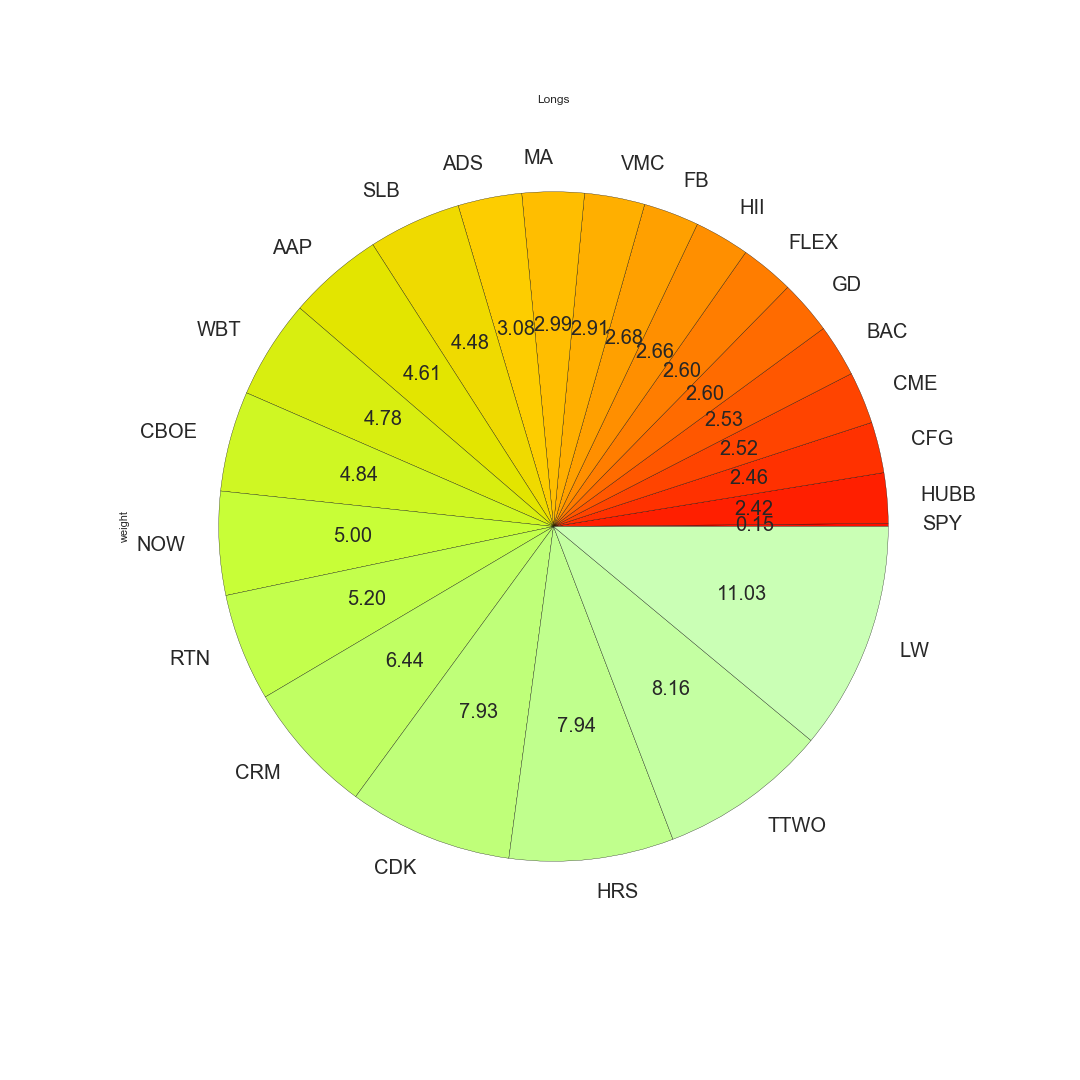 Longs
MA
ADS
VMC
FB
SLB
HII
FLEX
AAP
GD
WBT
BAC
CME
CBOE
CFG
HUBB
SPY
NOW
LW
RTN
CRM
TTWO
CDK
HRS
weight
2.99
3.08
2.91
2.68
4.48
2.66
2.60
4.61
2.60
4.78
2.53
2.52
4.84
2.46
2.42
0.15
5.00
11.03
5.20
6.44
8.16
7.93
7.94